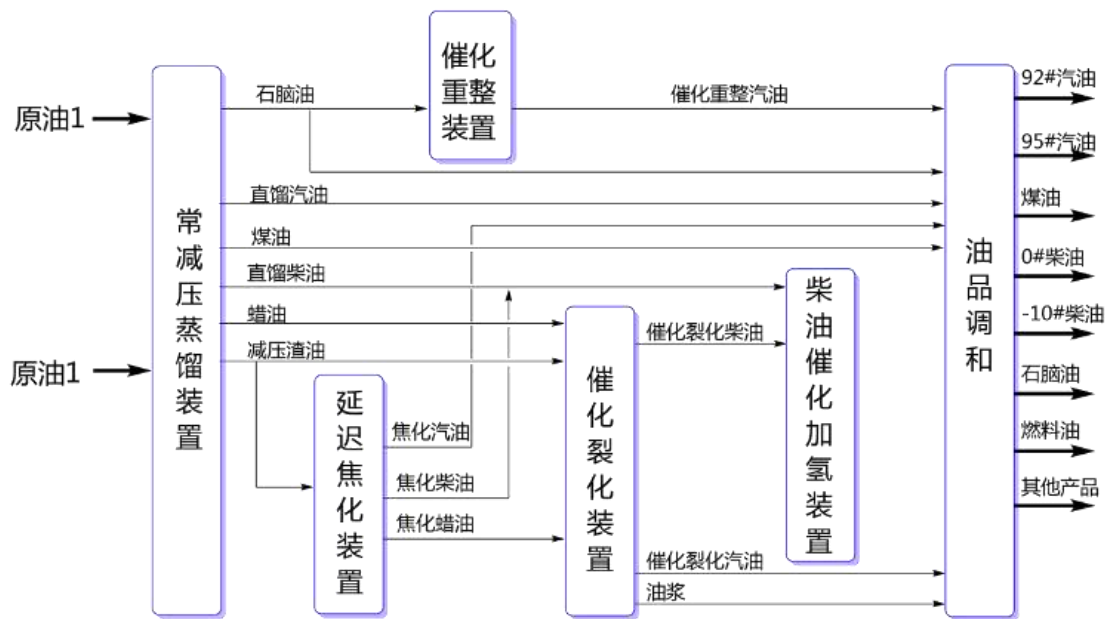 原油1
原油1
常减压蒸馏装置
石脑油
直馏汽油
煤油
直馏柴油
蜡油
减压渣油
催化
重整
装置
催化重整汽油
延迟焦化装置
焦化汽油
焦化柴油
焦化蜡油
催化裂化装置
催化裂化柴油
催化裂化汽油
油浆
柴油催化加氢装置
油品调和
92#汽油
95#汽油
煤油
0#柴油
-10#柴油
石脑油
燃料油
其他产品